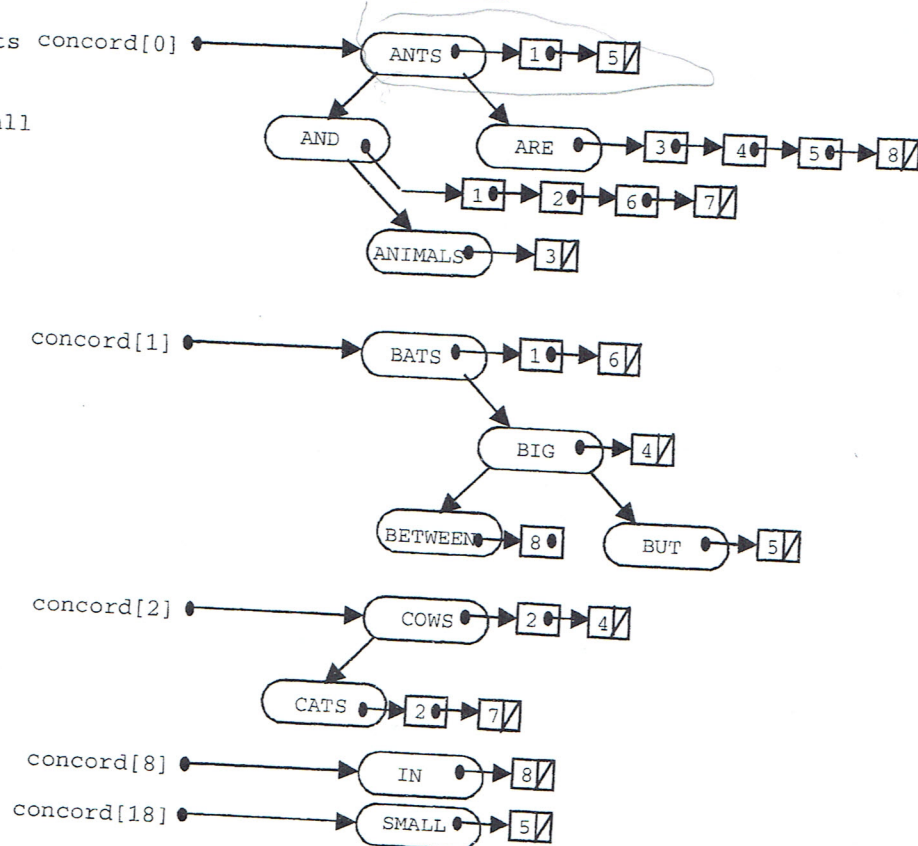 ts concord[0] ANTS 1 5
all
AND ARE 3 4 5 8
1 2 6 7
ANIMALS 3
concord[1] BATS 1 6
BIG 4
BETWEEN 8 BUT 5
concord[2] COWS 2 4
CATS 2 7
concord[8] IN 8
concord[18] SMALL 5